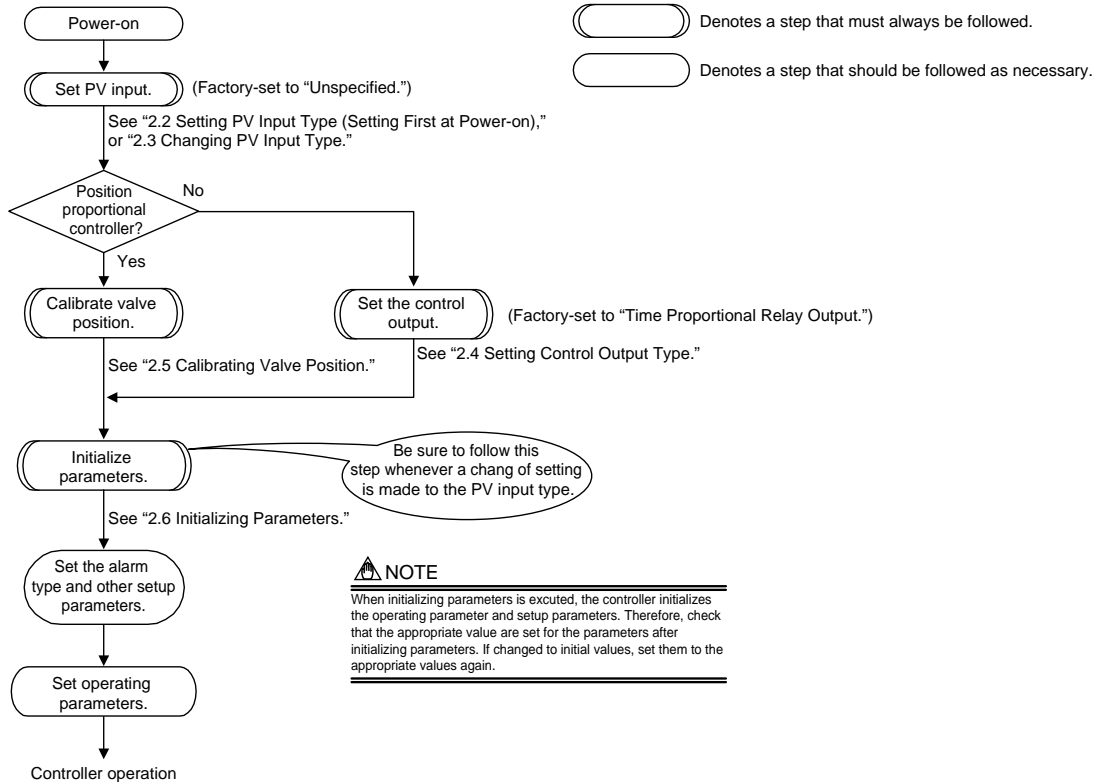 Power-on
Denotes a step that must always be followed.
Set PV input.
(Factory-set to “Unspecified.”)
Denotes a step that should be followed as necessary.
See “2.2 Setting PV Input Type (Setting First at Power-on),”
or “2.3 Changing PV Input Type.”
Position
proportional
controller?
No
Yes
Calibrate valve
position.
Set the control
output.
(Factory-set to “Time Proportional Relay Output.”)
See “2.5 Calibrating Valve Position.”
See “2.4 Setting Control Output Type.”
Initialize
parameters.
Be sure to follow this
step whenever a chang of setting
is made to the PV input type.
See “2.6 Initializing Parameters.”
Set the alarm
type and other setup
parameters.
NOTE
When initializing parameters is excuted, the controller initializes
the operating parameter and setup parameters. Therefore, check
that the appropriate value are set for the parameters after
initializing parameters. If changed to initial values, set them to the
appropriate values again.
Set operating
parameters.
Controller operation